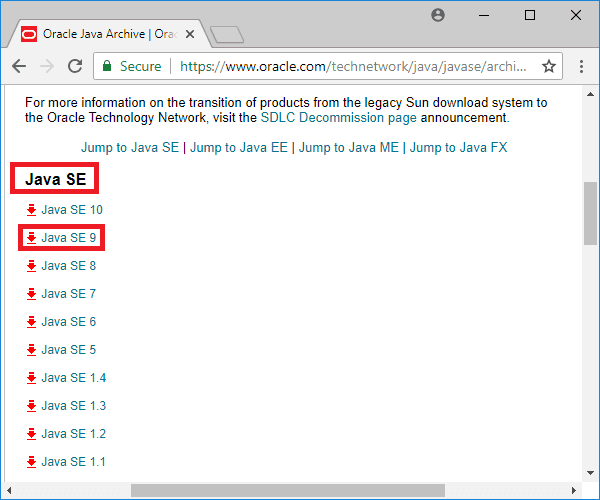 Oracle Java Archive | Orac
Secure https://www.oracle.com/technetwork/java/javase/archi...
For more information on the transition of products from the legacy Sun download system to
the Oracle Technology Network, visit the SDLC Decommission page announcement.
Jump to Java SE | Jump to Java EE | Jump to Java ME | Jump to Java FX
Java SE
Java SE 10
Java SE 9
Java SE 8
Java SE 7
Java SE 6
Java SE 5
Java SE 1.4
Java SE 1.3
Java SE 1.2
Java SE 1.1